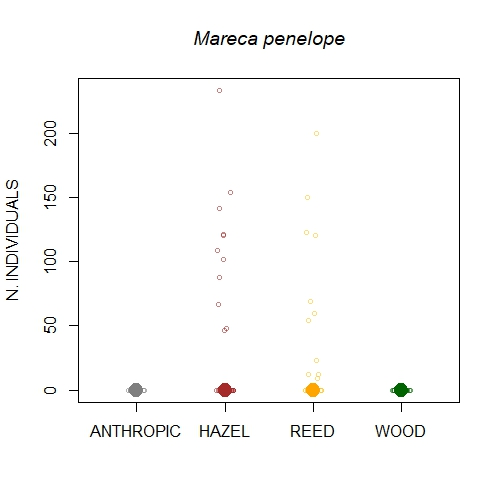 Mareca penelope
N. INDIVIDUALS
200
150
100
50
0
ANTHROPIC HAZEL REED WOOD